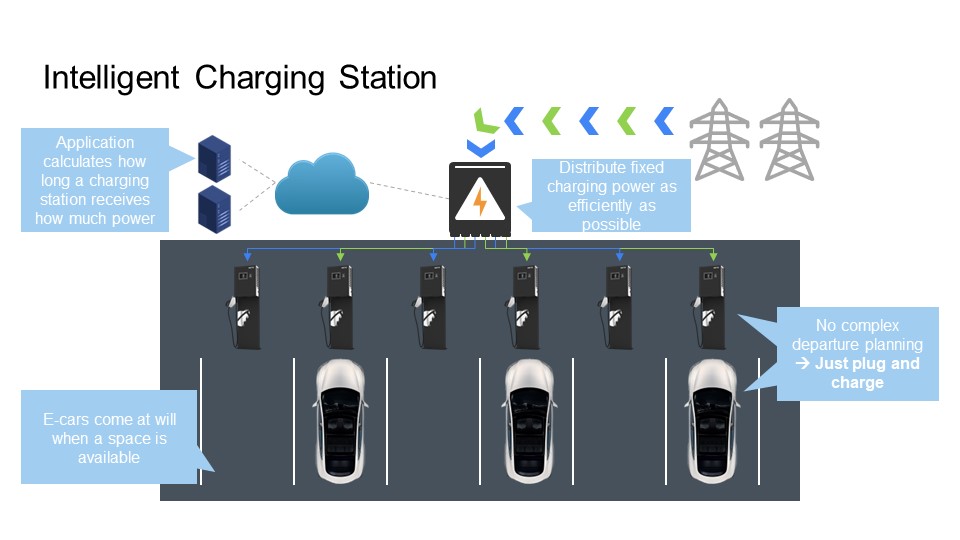 Intelligent Charging Station
Application
calculates how
long a charging
station receives
how much power
Distribute fixed
charging power as
efficiently as
possible
No complex
departure planning
→ Just plug and
charge
E-cars come at will
when a space is
available